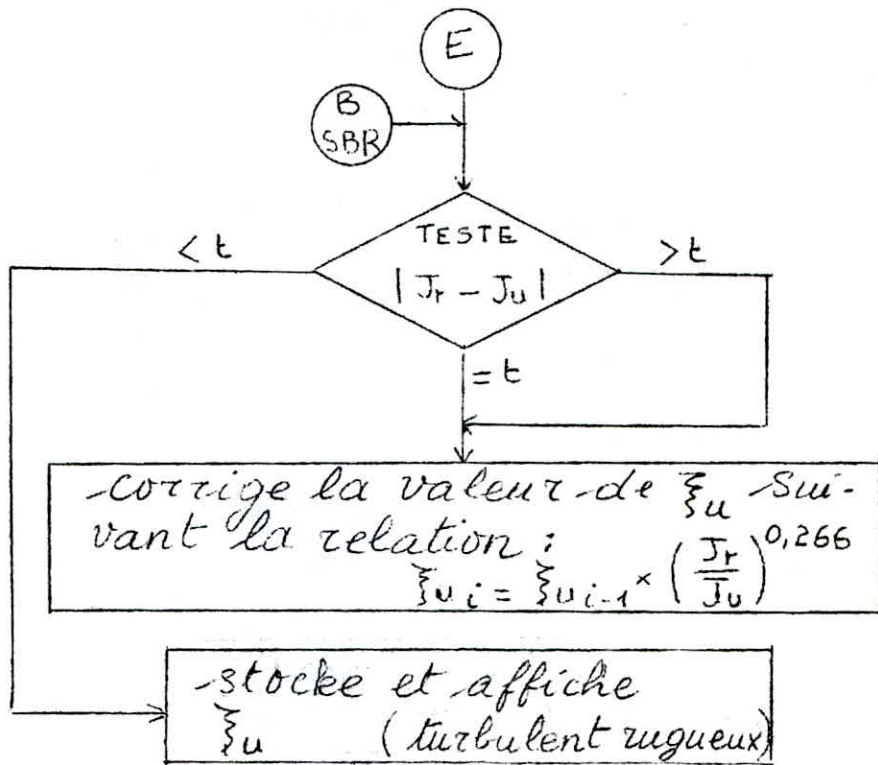 E
B
SBR
TESTE
|Jr - Ju|
< t
> t
= t
corrige la valeur de ξu sui-
vant la relation :
ξu i = ξu i-1 × (Jr/Ju)^0,266
stocke et affiche
ξu (turbulent rugueux)